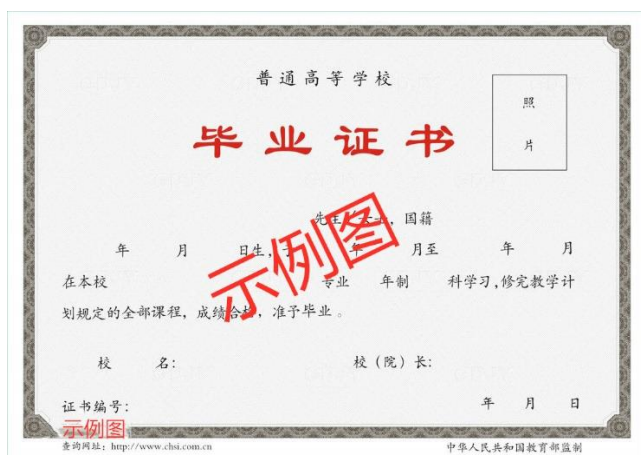 普通高等学校
照
片
毕业证书
先生/女士，国籍
年 月 日生，于 年 月至 年 月
在本校 专业 年制 科学习，修完教学计
划规定的全部课程，成绩合格，准予毕业。
示例图
校 名： 校（院）长：
证书编号： 年 月 日
示例图
查询网址：http://www.chsi.com.cn 中华人民共和国教育部监制